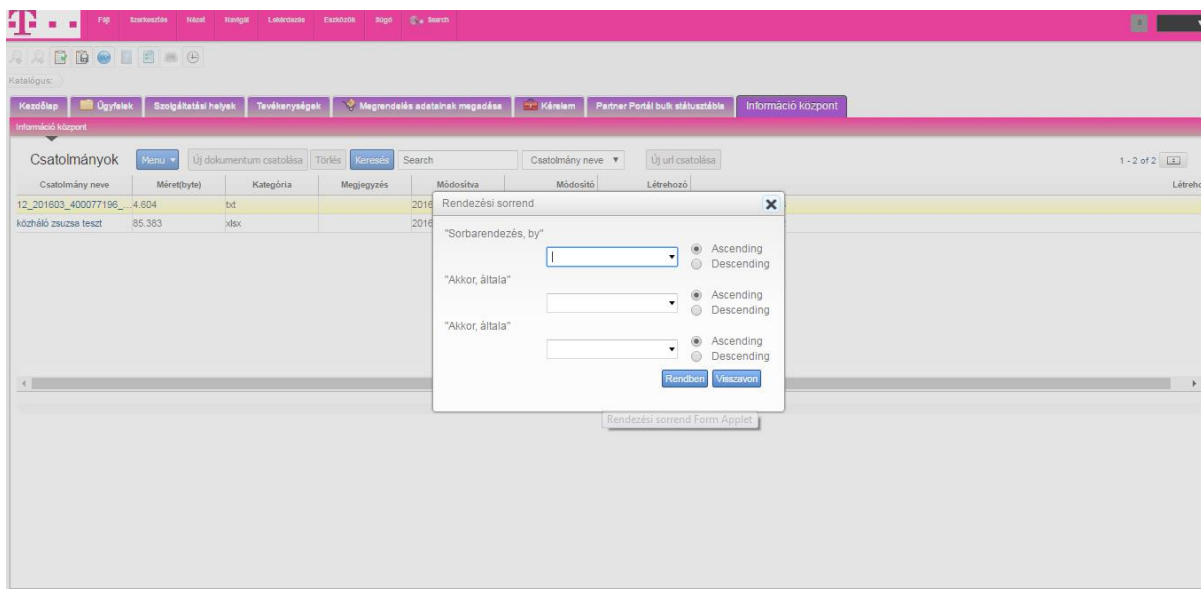 Fájl Szerkesztés Nézet Navigál Lekérdezés Eszközök Súgó Search
Katalógus:
Kezdőlap Ügyfelek Szolgáltatási helyek Tevékenységek Megrendelés adatainak megadása Kérelem Partner Portál bulk státusztábla Információ központ
Információ központ
Csatolmányok Menu Új dokumentum csatolása Törlés Keresés Search Csatolmány neve Új url csatolása 1 - 2 of 2
Csatolmány neve Méret(byte) Kategória Megjegyzés Módosítva Módosító Létrehozó Létreho
12_201603_400077196_... 4.604 txt 2016
közháló zsuzsa teszt 85.383 xlsx 2016
Rendezési sorrend
"Sorbarendezés, by"
Ascending
Descending
"Akkor, általa"
Ascending
Descending
"Akkor, általa"
Ascending
Descending
Rendben Visszavon
Rendezési sorrend Form Applet